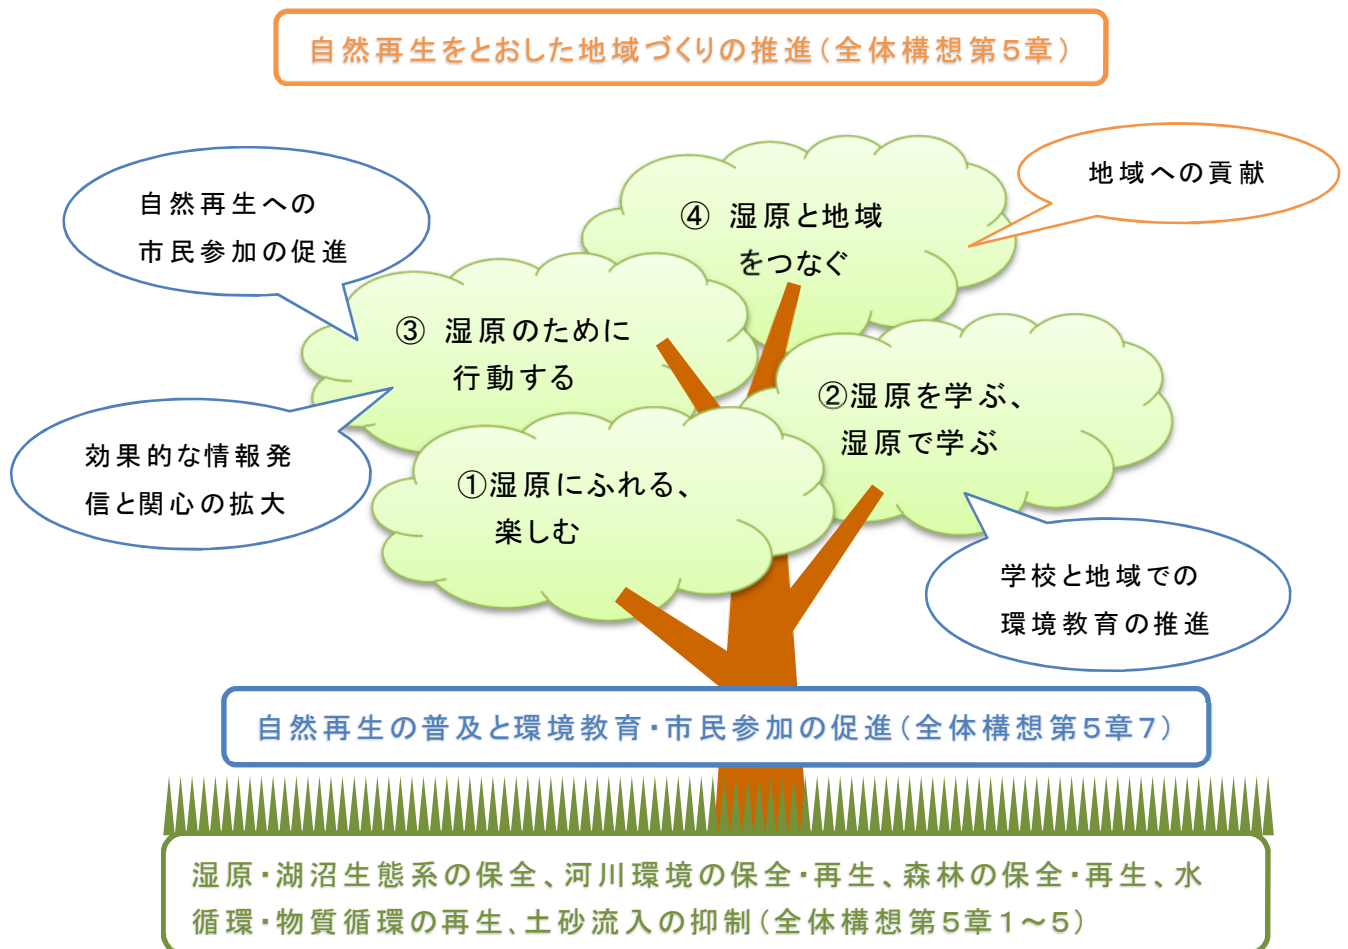 自然再生をとおした地域づくりの推進(全体構想第5章)
地域への貢献
自然再生への
市民参加の促進
④ 湿原と地域
をつなぐ
③ 湿原のために
行動する
②湿原を学ぶ、
湿原で学ぶ
効果的な情報発
信と関心の拡大
①湿原にふれる、
楽しむ
学校と地域での
環境教育の推進
自然再生の普及と環境教育・市民参加の促進(全体構想第5章7)
湿原・湖沼生態系の保全、河川環境の保全・再生、森林の保全・再生、水
循環・物質循環の再生、土砂流入の抑制(全体構想第5章1~5)